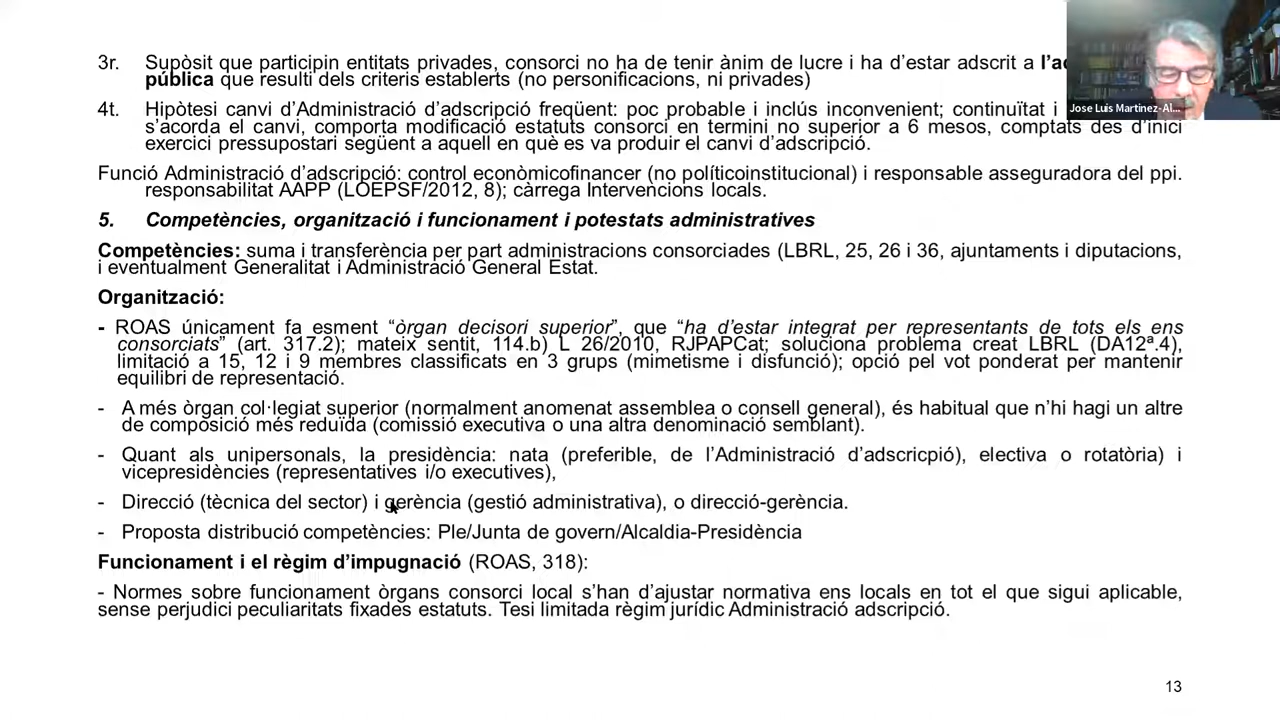 3r. Supòsit que participin entitats privades, consorci no ha de tenir ànim de lucre i ha d’estar adscrit a l’a
pública que resulti dels criteris establerts (no personificacions, ni privades)
4t. Hipòtesi canvi d’Administració d’adscripció freqüent: poc probable i inclús inconvenient; continuïtat i
s’acorda el canvi, comporta modificació estatuts consorci en termini no superior a 6 mesos, comptats des d’inici
exercici pressupostari següent a aquell en què es va produir el canvi d’adscripció.
Funció Administració d’adscripció: control econòmicofinancer (no políticoinstitucional) i responsable asseguradora del ppi.
responsabilitat AAPP (LOEPSF/2012, 8); càrrega Intervencions locals.
5. Competències, organització i funcionament i potestats administratives
Competències: suma i transferència per part administracions consorciades (LBRL, 25, 26 i 36, ajuntaments i diputacions,
i eventualment Generalitat i Administració General Estat.
Organització:
- ROAS únicament fa esment “òrgan decisori superior”, que “ha d’estar integrat per representants de tots els ens
consorciats” (art. 317.2); mateix sentit, 114.b) L 26/2010, RJPAPCat; soluciona problema creat LBRL (DA12ª.4),
limitació a 15, 12 i 9 membres classificats en 3 grups (mimetisme i disfunció); opció pel vot ponderat per mantenir
equilibri de representació.
- A més òrgan col·legiat superior (normalment anomenat assemblea o consell general), és habitual que n’hi hagi un altre
de composició més reduïda (comissió executiva o una altra denominació semblant).
- Quant als unipersonals, la presidència: nata (preferible, de l’Administració d’adscricpió), electiva o rotatòria) i
vicepresidències (representatives i/o executives),
- Direcció (tècnica del sector) i gerència (gestió administrativa), o direcció-gerència.
- Proposta distribució competències: Ple/Junta de govern/Alcaldia-Presidència
Funcionament i el règim d’impugnació (ROAS, 318):
- Normes sobre funcionament òrgans consorci local s’han d’ajustar normativa ens locals en tot el que sigui aplicable,
sense perjudici peculiaritats fixades estatuts. Tesi limitada règim jurídic Administració adscripció.
13
Jose Luis Martinez-Al...